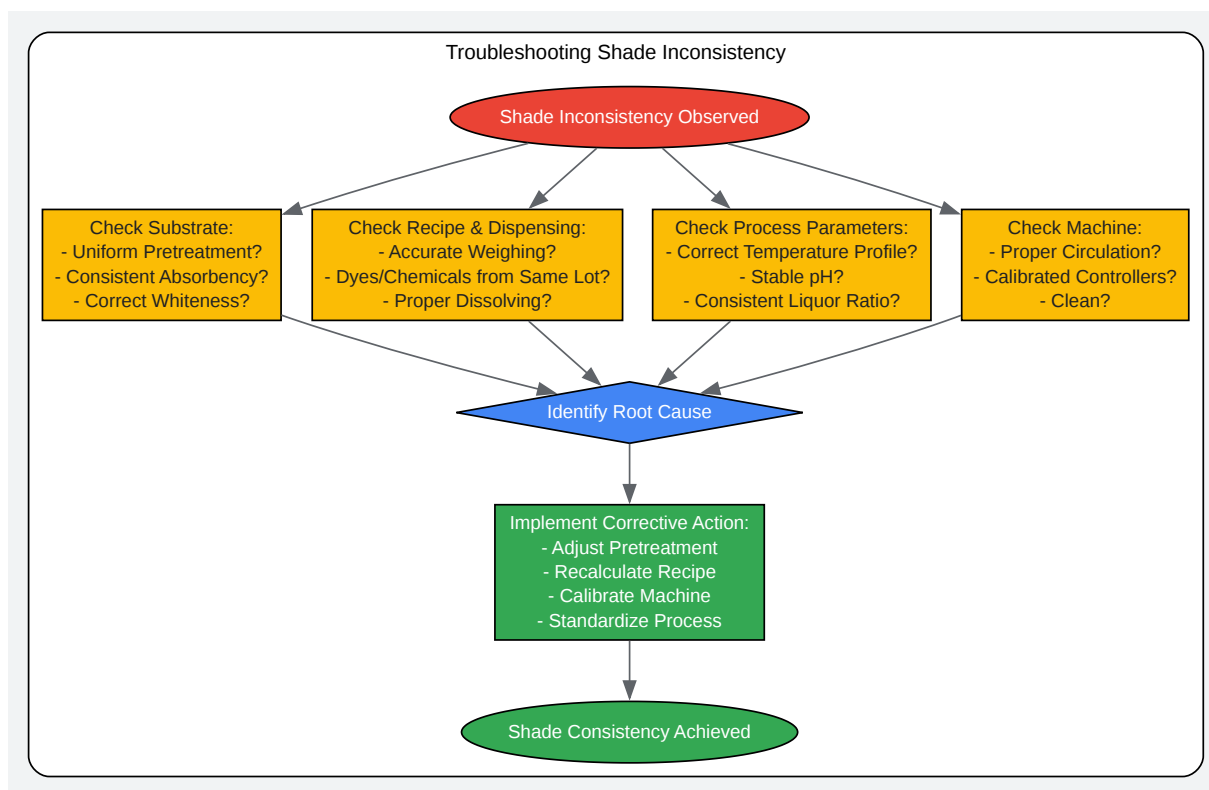 Troubleshooting Shade Inconsistency
Shade Inconsistency Observed
Check Substrate:
- Uniform Pretreatment?
- Consistent Absorbency?
- Correct Whiteness?
Check Recipe & Dispensing:
- Accurate Weighing?
- Dyes/Chemicals from Same Lot?
- Proper Dissolving?
Check Process Parameters:
- Correct Temperature Profile?
- Stable pH?
- Consistent Liquor Ratio?
Check Machine:
- Proper Circulation?
- Calibrated Controllers?
- Clean?
Identify Root Cause
Implement Corrective Action:
- Adjust Pretreatment
- Recalculate Recipe
- Calibrate Machine
- Standardize Process
Shade Consistency Achieved